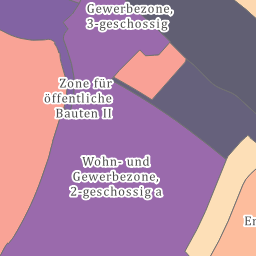 Gewerbezone,
3-geschossig
Zone für
öffentliche
Bauten II
Wohn- und
Gewerbezone,
2-geschossig a